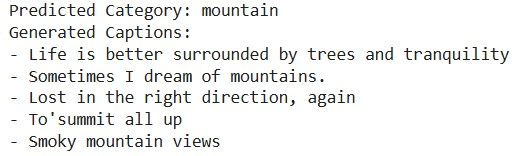 Predicted Category: mountain
Generated Captions:
- Life is better surrounded by trees and tranquility
- Sometimes I dream of mountains.
- Lost in the right direction, again
- To'summit all up
- Smoky mountain views